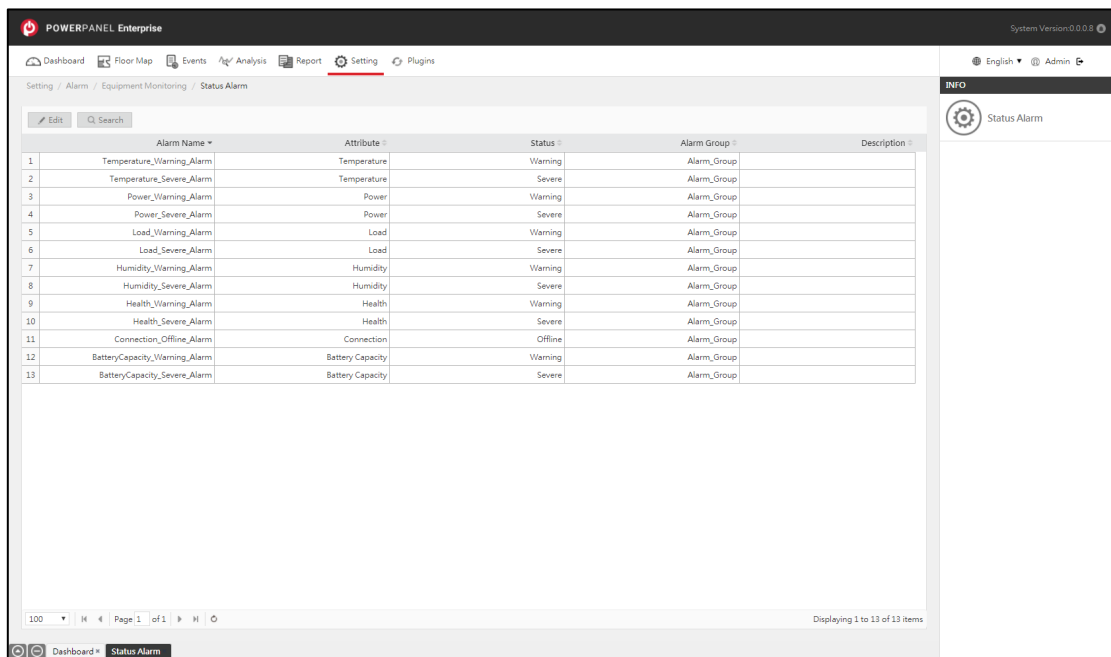 POWERPANEL Enterprise System Version:0.0.0.8
Dashboard Floor Map Events Analysis Report Setting Plugins English Admin
Setting / Alarm / Equipment Monitoring / Status Alarm INFO
Edit Search Status Alarm
Alarm Name Attribute Status Alarm Group Description
1 Temperature_Warning_Alarm Temperature Warning Alarm_Group
2 Temperature_Severe_Alarm Temperature Severe Alarm_Group
3 Power_Warning_Alarm Power Warning Alarm_Group
4 Power_Severe_Alarm Power Severe Alarm_Group
5 Load_Warning_Alarm Load Warning Alarm_Group
6 Load_Severe_Alarm Load Severe Alarm_Group
7 Humidity_Warning_Alarm Humidity Warning Alarm_Group
8 Humidity_Severe_Alarm Humidity Severe Alarm_Group
9 Health_Warning_Alarm Health Warning Alarm_Group
10 Health_Severe_Alarm Health Severe Alarm_Group
11 Connection_Offline_Alarm Connection Offline Alarm_Group
12 BatteryCapacity_Warning_Alarm Battery Capacity Warning Alarm_Group
13 BatteryCapacity_Severe_Alarm Battery Capacity Severe Alarm_Group
100 Page 1 of 1 Displaying 1 to 13 of 13 items
Dashboard × Status Alarm